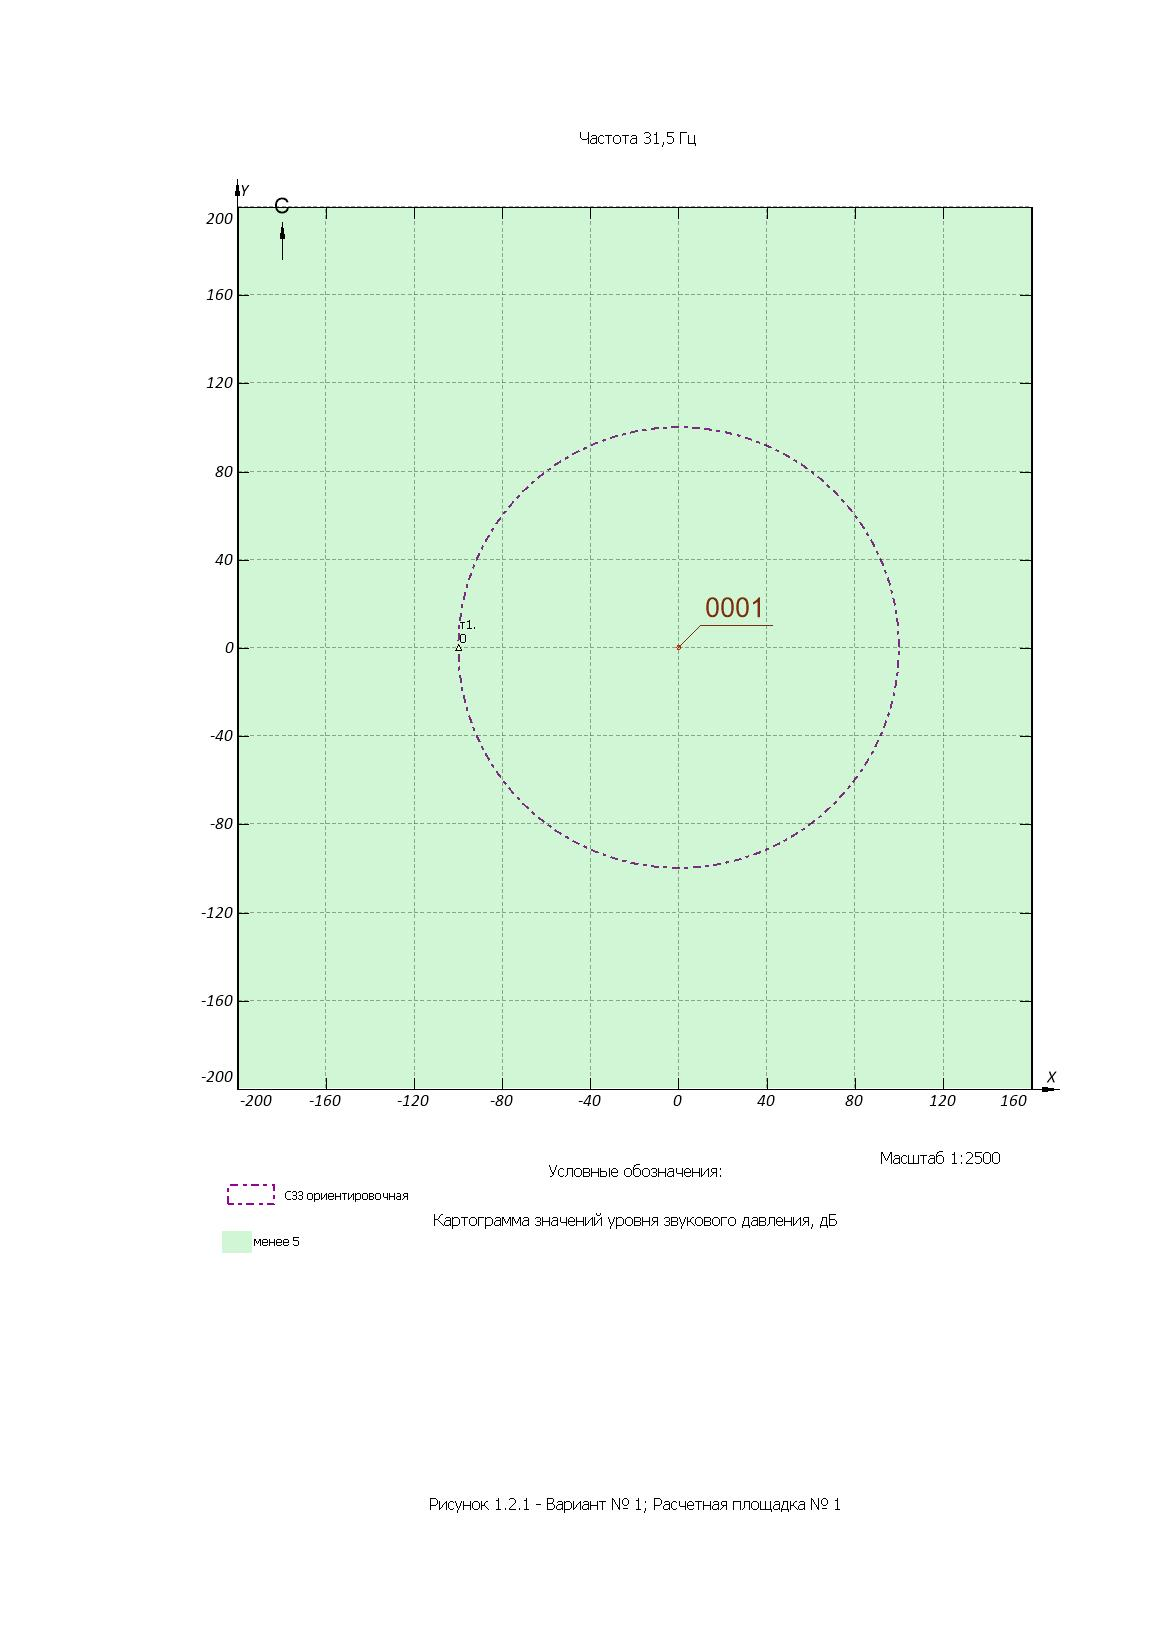 Частота 31,5 Гц
Y
С
200
160
120
80
40
0
-40
-80
-120
-160
-200
0001
т1.
0
X
-200 -160 -120 -80 -40 0 40 80 120 160
Масштаб 1:2500
Условные обозначения:
СЗЗ ориентировочная
Картограмма значений уровня звукового давления, дБ
менее 5
Рисунок 1.2.1 - Вариант № 1; Расчетная площадка № 1